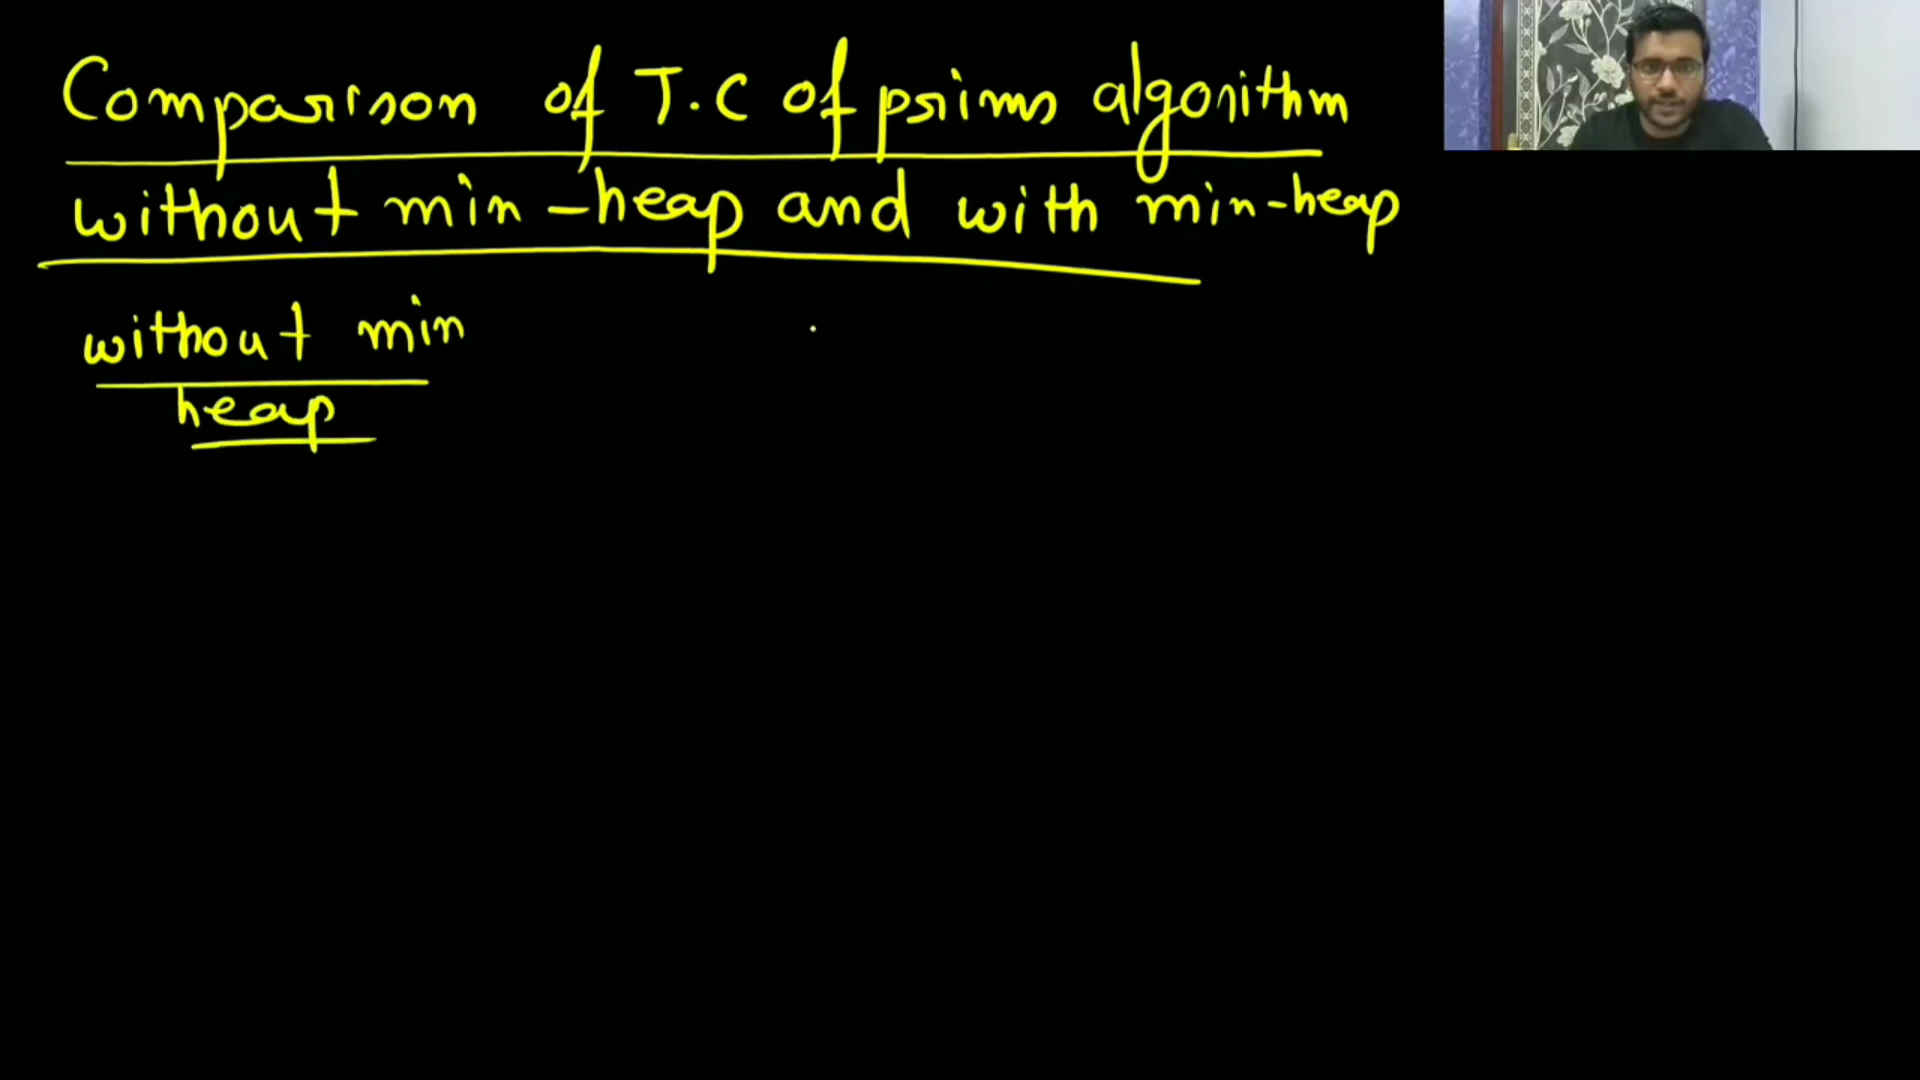 Comparison of T.C of prims algorithm
without min-heap and with min-heap
without min
heap